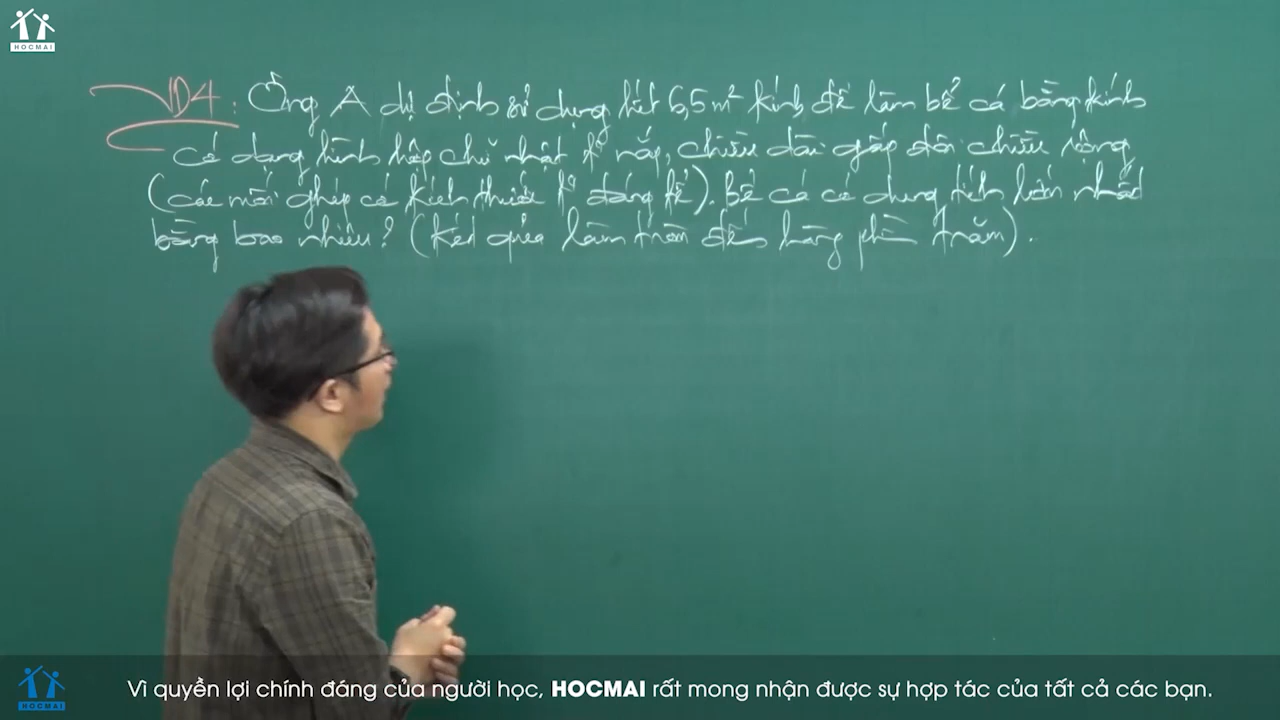 HOCMAI
VD4: Ông A dự định sử dụng hết 6,5 m² kính để làm bể cá bằng kính
có dạng hình hộp chữ nhật k° nắp, chiều dài gấp đôi chiều rộng
(các mối ghép có kích thước k° đáng kể). Bể cá có dung tích lớn nhất
bằng bao nhiêu? (Kết quả làm tròn đến hàng phần trăm).
HOCMAI
Vì quyền lợi chính đáng của người học, HOCMAI rất mong nhận được sự hợp tác của tất cả các bạn.